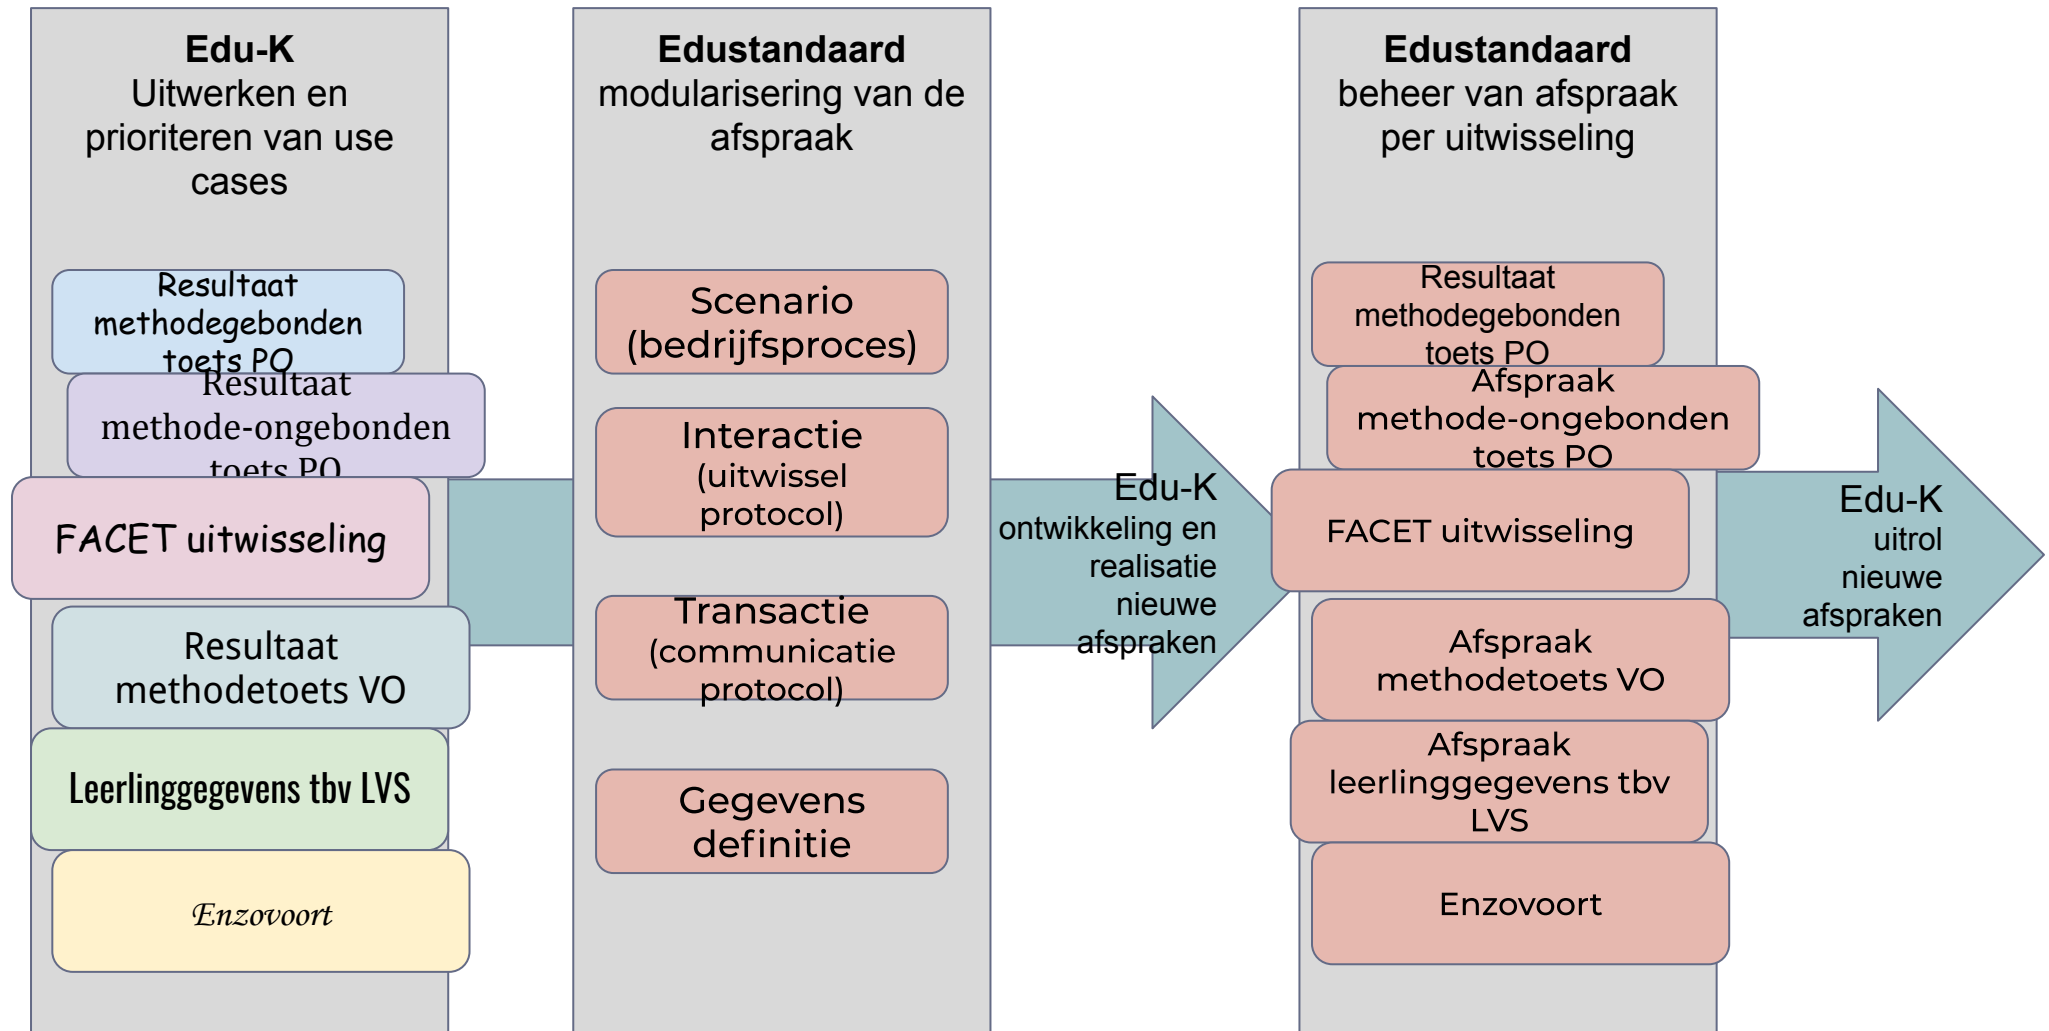 Edu-K
Uitwerken en
prioriteren van use
cases
Resultaat
methodegebonden
toets PO
Resultaat
methode-ongebonden
toets PO
FACET uitwisseling
Resultaat
methodetoets VO
Leerlinggegevens tbv LVS
Enzovoort
Edustandaard
modularisering van de
afspraak
Scenario
(bedrijfsproces)
Interactie
(uitwissel
protocol)
Transactie
(communicatie
protocol)
Gegevens
definitie
Edu-K
ontwikkeling en
realisatie
nieuwe
afspraken
Edustandaard
beheer van afspraak
per uitwisseling
Resultaat
methodegebonden
toets PO
Afspraak
methode-ongebonden
toets PO
FACET uitwisseling
Afspraak
methodetoets VO
Afspraak
leerlinggegevens tbv
LVS
Enzovoort
Edu-K
uitrol
nieuwe
afspraken